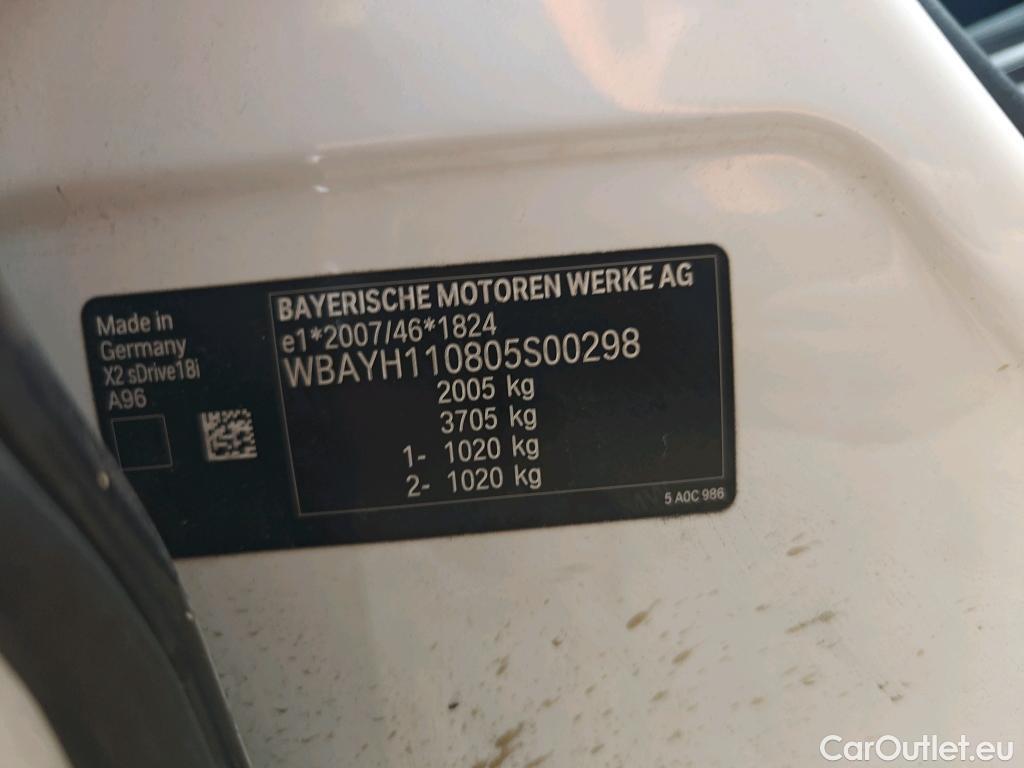 Made in
Germany
X2 sDrive18i
A96
BAYERISCHE MOTOREN WERKE AG
e1*2007/46*1824
WBAYH110805S00298
2005 kg
3705 kg
1- 1020 kg
2- 1020 kg
5 A0C 986
CarOutlet.eu